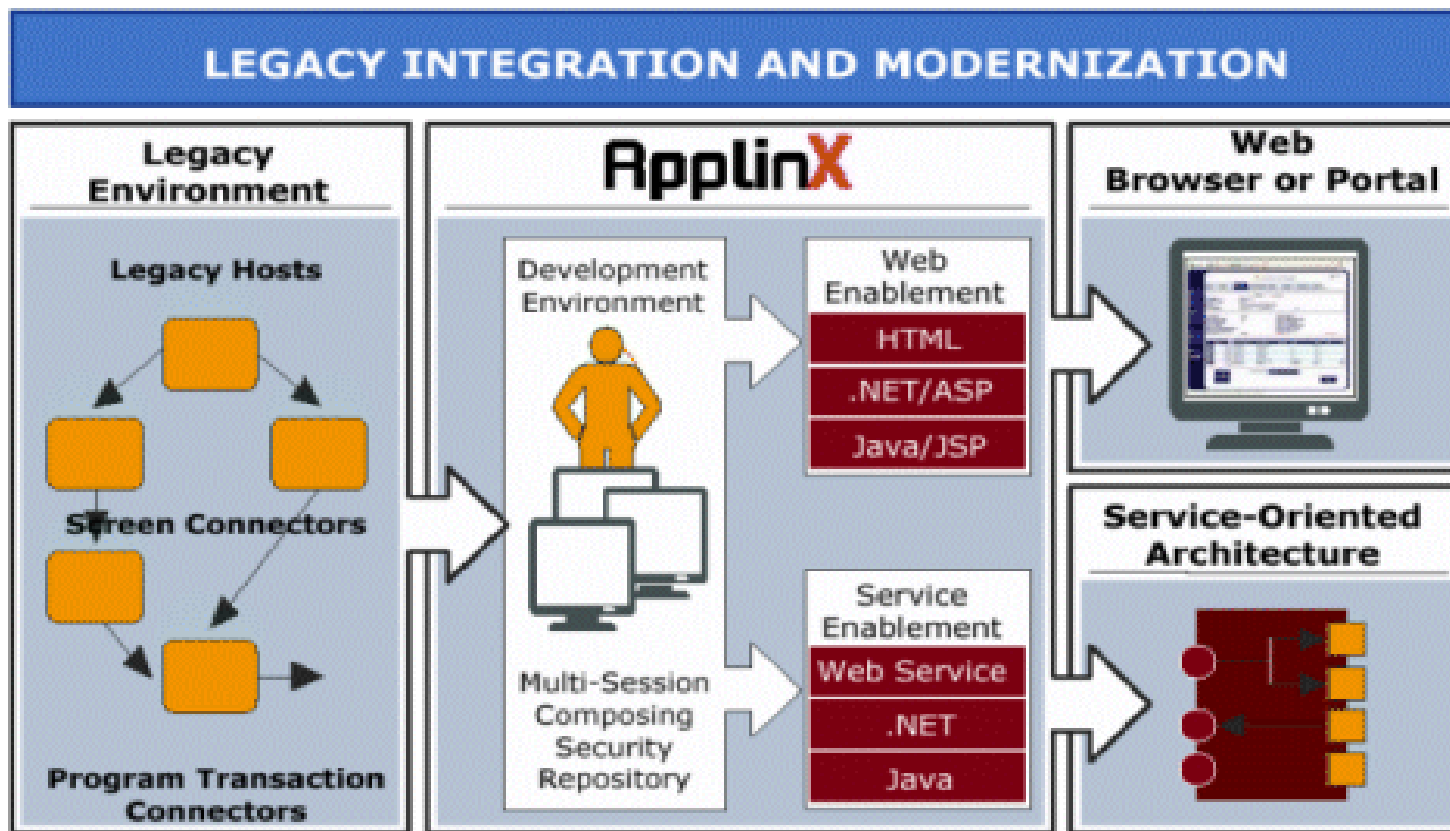 LEGACY INTEGRATION AND MODERNIZATION
Legacy
Environment
Legacy Hosts
Screen Connectors
Program Transaction
Connectors
ApplinX
Development
Environment
Multi-Session
Composing
Security
Repository
Web
Enablement
HTML
.NET/ASP
Java/JSP
Service
Enablement
Web Service
.NET
Java
Web
Browser or Portal
Service-Oriented
Architecture